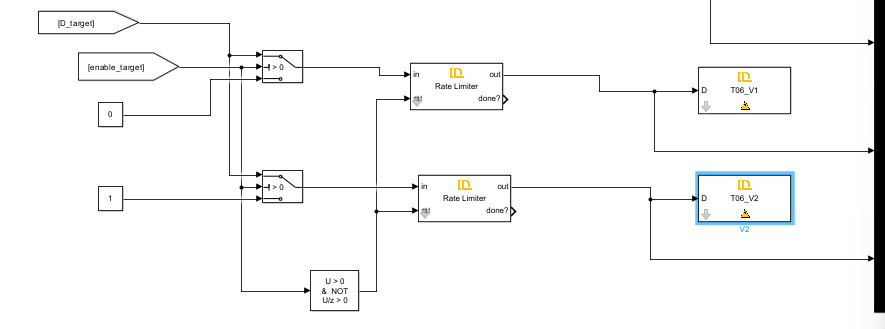 [D_target]
[enable_target]
> 0
0
in
out
Rate Limiter
rst
done?
D
T06_V1
> 0
1
in
out
Rate Limiter
rst
done?
D
T06_V2
V2
U > 0
& NOT
U/z > 0